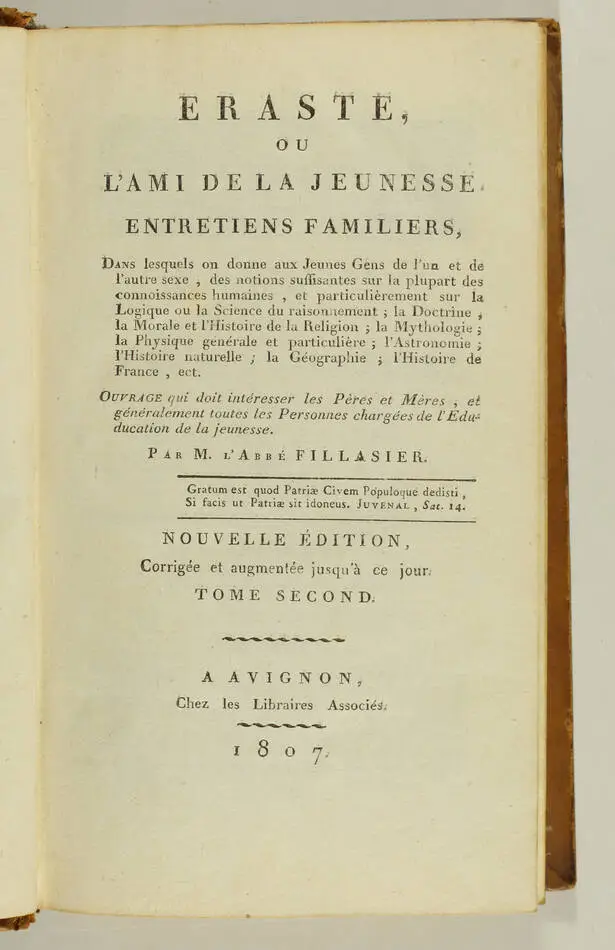 ERASTE,
OU
L'AMI DE LA JEUNESSE.
ENTRETIENS FAMILIERS,
DANS lesquels on donne aux Jeunes Gens de l'un et de
l'autre sexe , des notions suffisantes sur la plupart des
connoissances humaines , et particulièrement sur la
Logique ou la Science du raisonnement ; la Doctrine ,
la Morale et l'Histoire de la Religion ; la Mythologie ;
la Physique générale et particulière ; l'Astronomie ;
l'Histoire naturelle ; la Géographie ; l'Histoire de
France , ect.
OUVRAGE qui doit intéresser les Pères et Mères , et
généralement toutes les Personnes chargées de l'Edu-
ducation de la jeunesse.
PAR M. L'ABBÉ FILLASIER.
Gratum est quod Patriæ Civem Populoque dedisti ,
Si facis ut Patriæ sit idoneus. JUVENAL , Sat. 14.
NOUVELLE ÉDITION,
Corrigée et augmentée jusqu'à ce jour.
TOME SECOND.
A AVIGNON,
Chez les Libraires Associés.
1807.